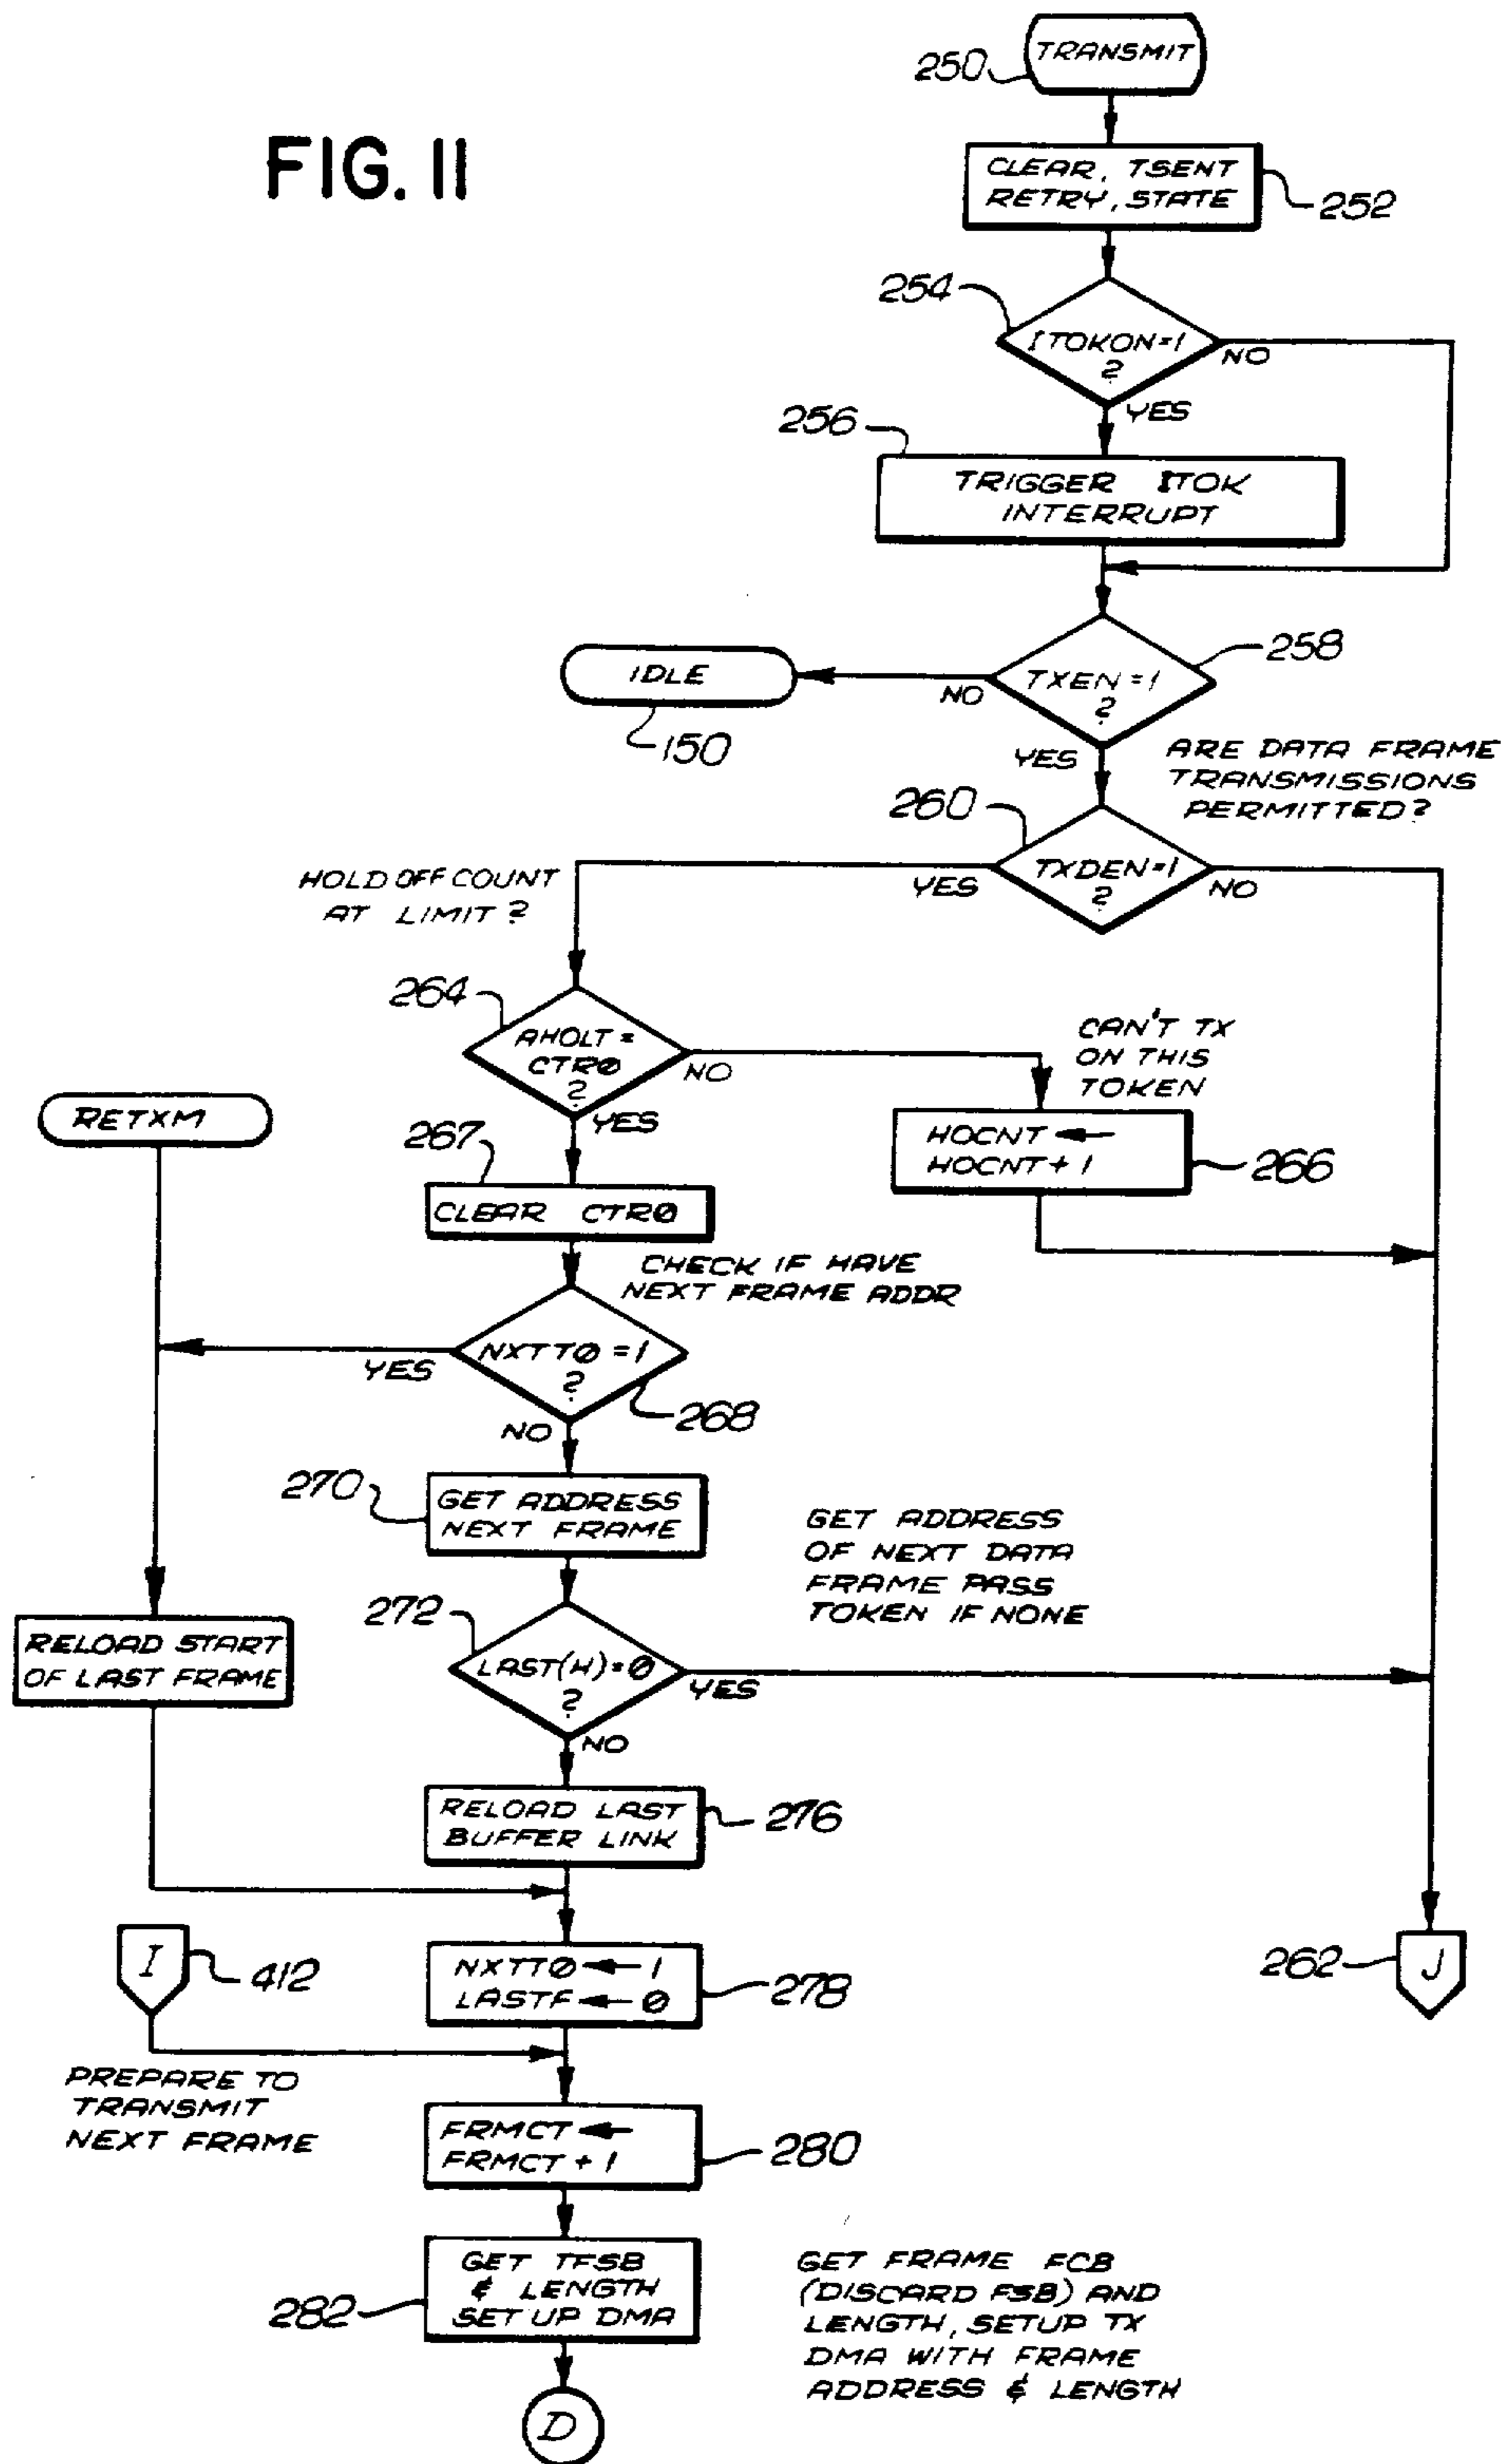 FIG. 11
TRANSMIT
250
CLEAR, TSENT
RETRY, STATE
252
254
ITOKON=1
?
NO
YES
256
TRIGGER ITOK
INTERRUPT
258
IDLE
150
TXEN=1
?
NO
YES
ARE DATA FRAME
TRANSMISSIONS
PERMITTED?
260
TXDEN=1
?
YES
NO
HOLD OFF COUNT
AT LIMIT?
264
AHOLT=
CTRØ
?
NO
YES
CAN'T TX
ON THIS
TOKEN
HOCNT ←
HOCNT+1
266
RETXM
267
CLEAR CTRØ
CHECK IF HAVE
NEXT FRAME ADDR
NXTTØ=1
?
YES
NO
268
270
GET ADDRESS
NEXT FRAME
GET ADDRESS
OF NEXT DATA
FRAME PASS
TOKEN IF NONE
272
LAST(H)=Ø
?
YES
NO
RELOAD START
OF LAST FRAME
RELOAD LAST
BUFFER LINK
276
I
412
NXTTØ ← 1
LASTF ← Ø
278
262
J
PREPARE TO
TRANSMIT
NEXT FRAME
FRMCT ←
FRMCT+1
280
GET TFSB
& LENGTH
SET UP DMA
282
GET FRAME FCB
(DISCARD FSB) AND
LENGTH, SETUP TX
DMA WITH FRAME
ADDRESS & LENGTH
D